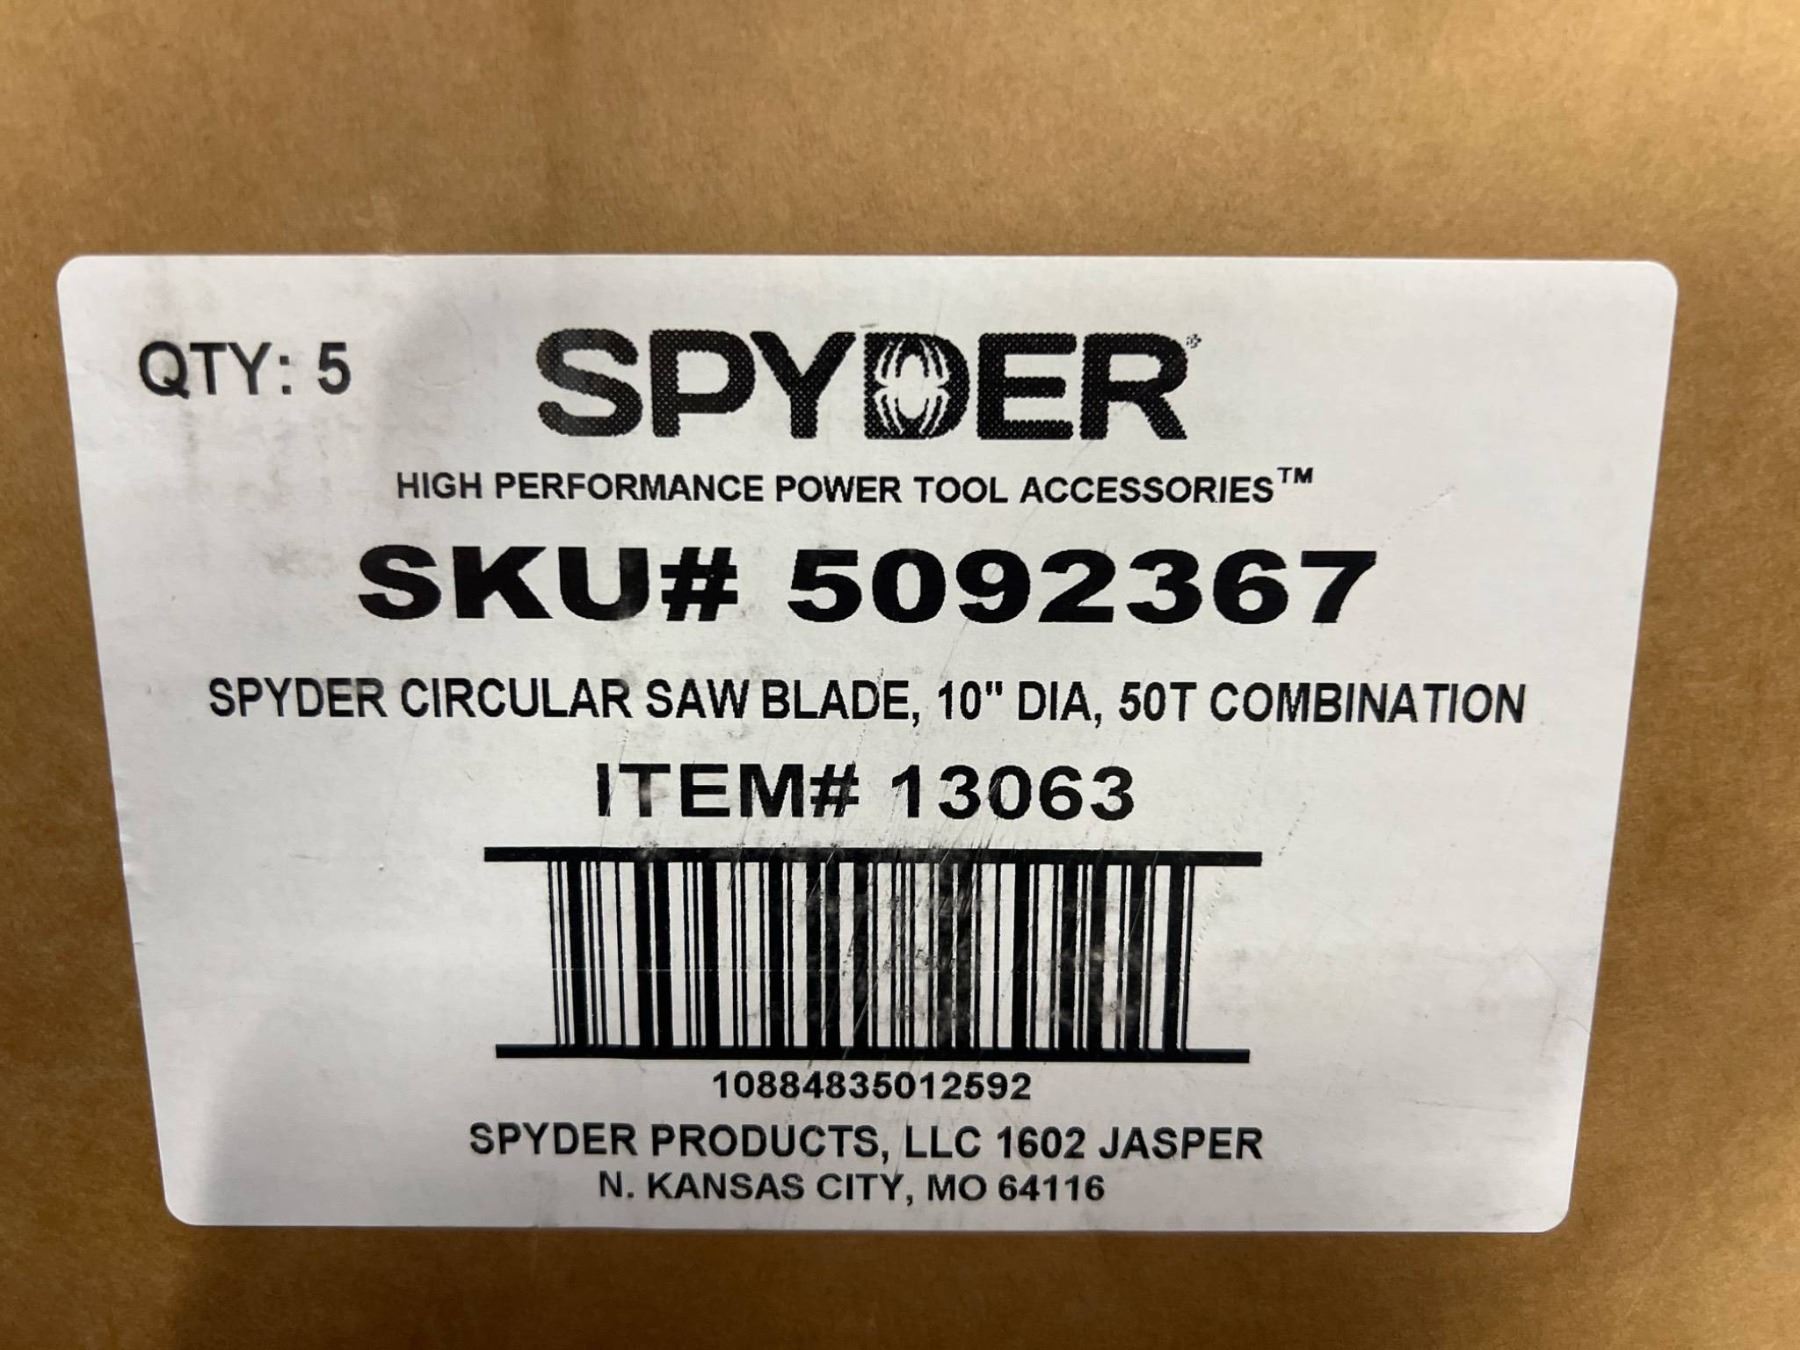 QTY: 5
SPYDER®
HIGH PERFORMANCE POWER TOOL ACCESSORIES™
SKU# 5092367
SPYDER CIRCULAR SAW BLADE, 10" DIA, 50T COMBINATION
ITEM# 13063
10884835012592
SPYDER PRODUCTS, LLC 1602 JASPER
N. KANSAS CITY, MO 64116